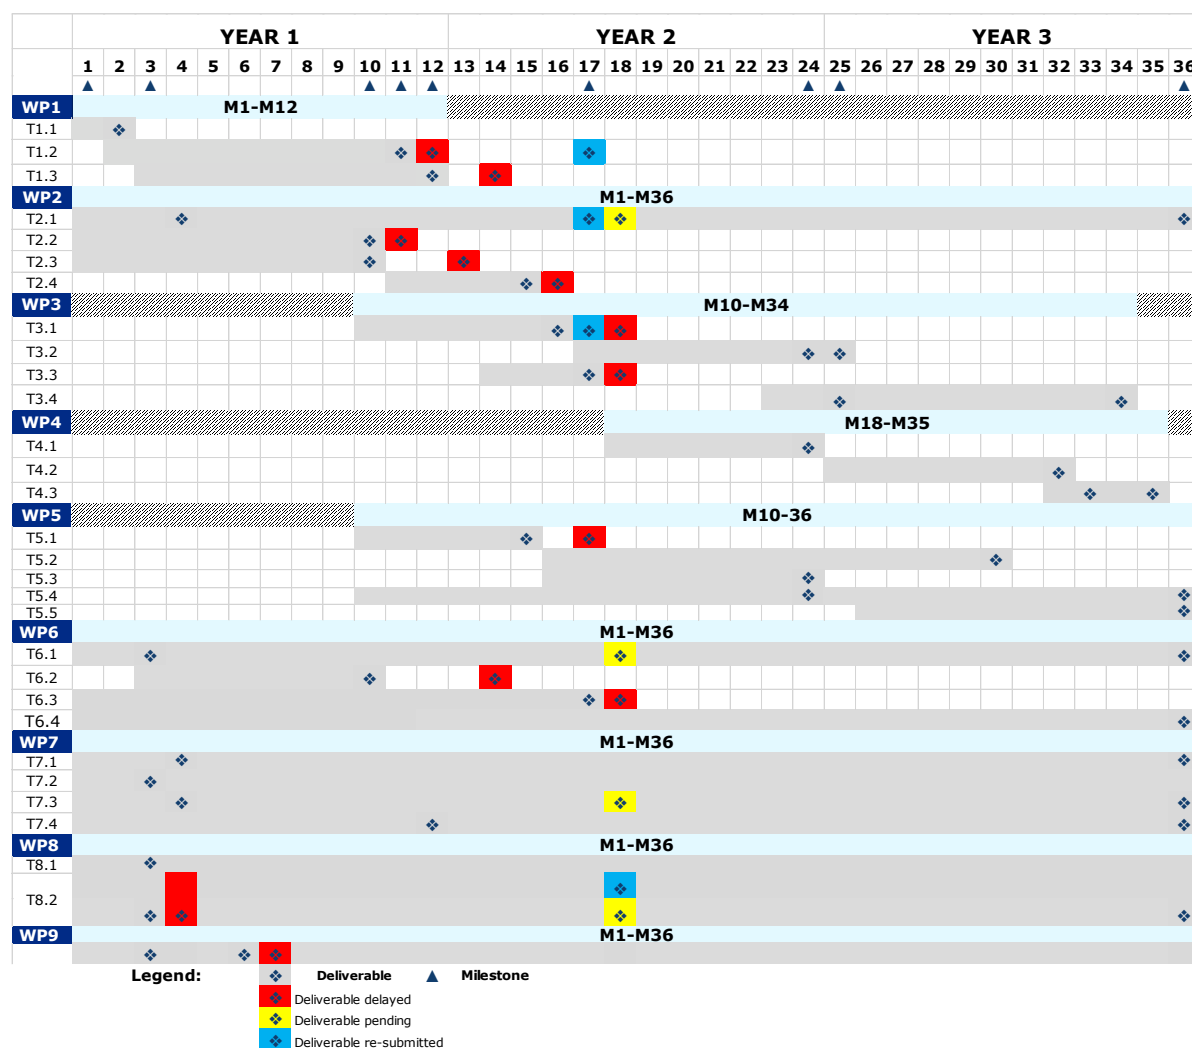 YEAR 1 YEAR 2 YEAR 3
1 2 3 4 5 6 7 8 9 10 11 12 13 14 15 16 17 18 19 20 21 22 23 24 25 26 27 28 29 30 31 32 33 34 35 36
WP1 M1-M12
T1.1
T1.2
T1.3
WP2 M1-M36
T2.1
T2.2
T2.3
T2.4
WP3 M10-M34
T3.1
T3.2
T3.3
T3.4
WP4 M18-M35
T4.1
T4.2
T4.3
WP5 M10-36
T5.1
T5.2
T5.3
T5.4
T5.5
WP6 M1-M36
T6.1
T6.2
T6.3
T6.4
WP7 M1-M36
T7.1
T7.2
T7.3
T7.4
WP8 M1-M36
T8.1
T8.2
WP9 M1-M36
Legend: Deliverable Milestone
Deliverable delayed
Deliverable pending
Deliverable re-submitted